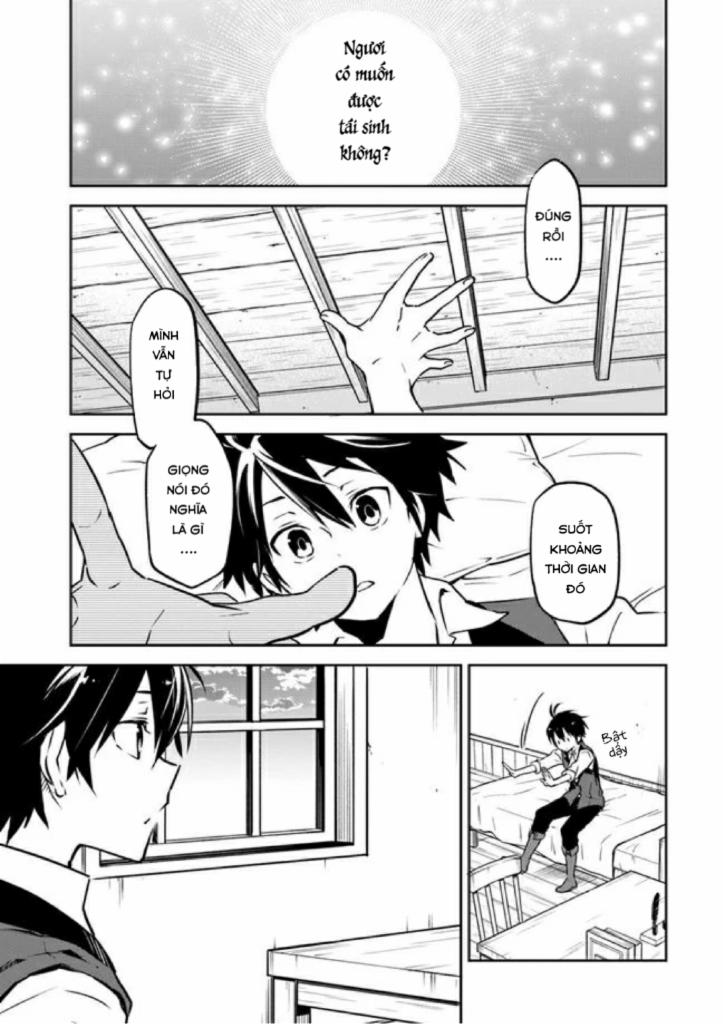 Ngươi
có muốn
được
tái sinh
không?
ĐÚNG
RỒI
....
MÌNH
VẪN
TỰ
HỎI
GIỌNG
NÓI ĐÓ
NGHĨA
LÀ GÌ
....
SUỐT
KHOẢNG
THỜI GIAN
ĐÓ
Bật
dậy